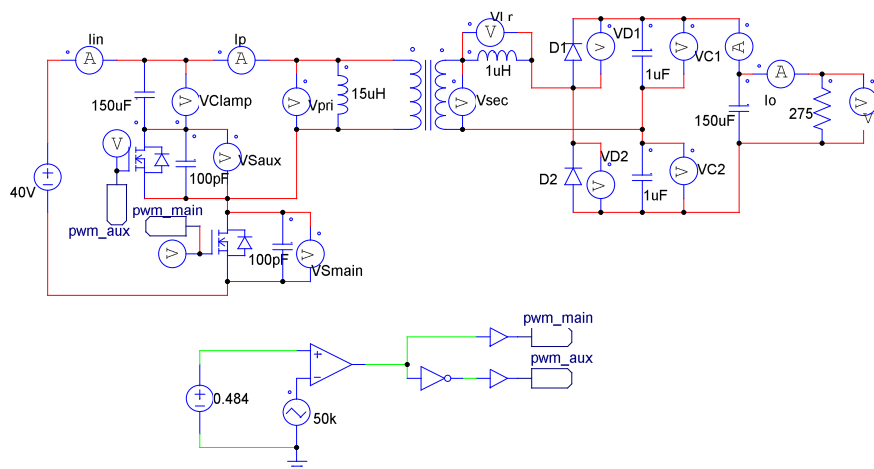 Iin
Ip
Vl r
D1
VD1
1uF
VC1
A
V
150uF
VClamp
Vpri
15uH
1uH
Vsec
Io
150uF
275
V
VSaux
100pF
40V
pwm_aux
pwm_main
100pF
VSmain
VD2
D2
1uF
VC2
pwm_main
pwm_aux
0.484
50k